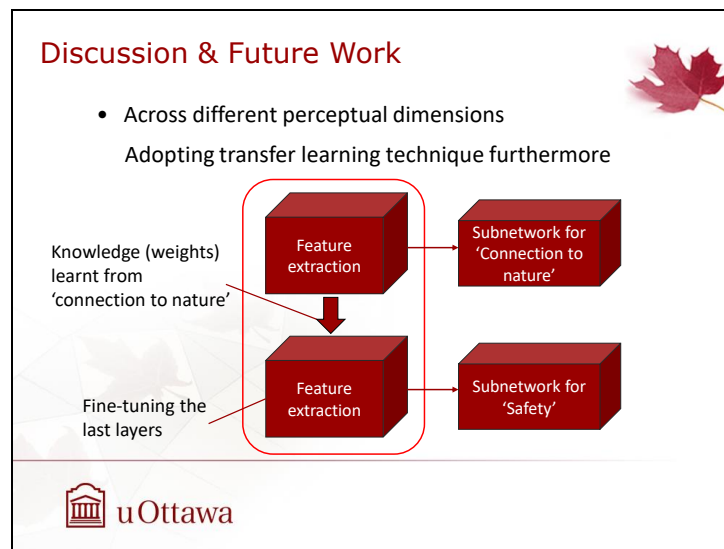 Discussion & Future Work
• Across different perceptual dimensions
Adopting transfer learning technique furthermore
Feature
extraction
Subnetwork for
‘Connection to
nature’
Knowledge (weights)
learnt from
‘connection to nature’
Feature
extraction
Subnetwork for
‘Safety’
Fine-tuning the
last layers
uOttawa